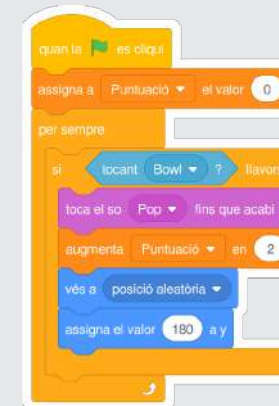 quan la es cliqui
assigna a Puntuació el valor 0
per sempre
si tocant Bowl ? llavors
toca el so Pop fins que acabi
augmenta Puntuació en 2
vés a posició aleatòria
assigna el valor 180 a y